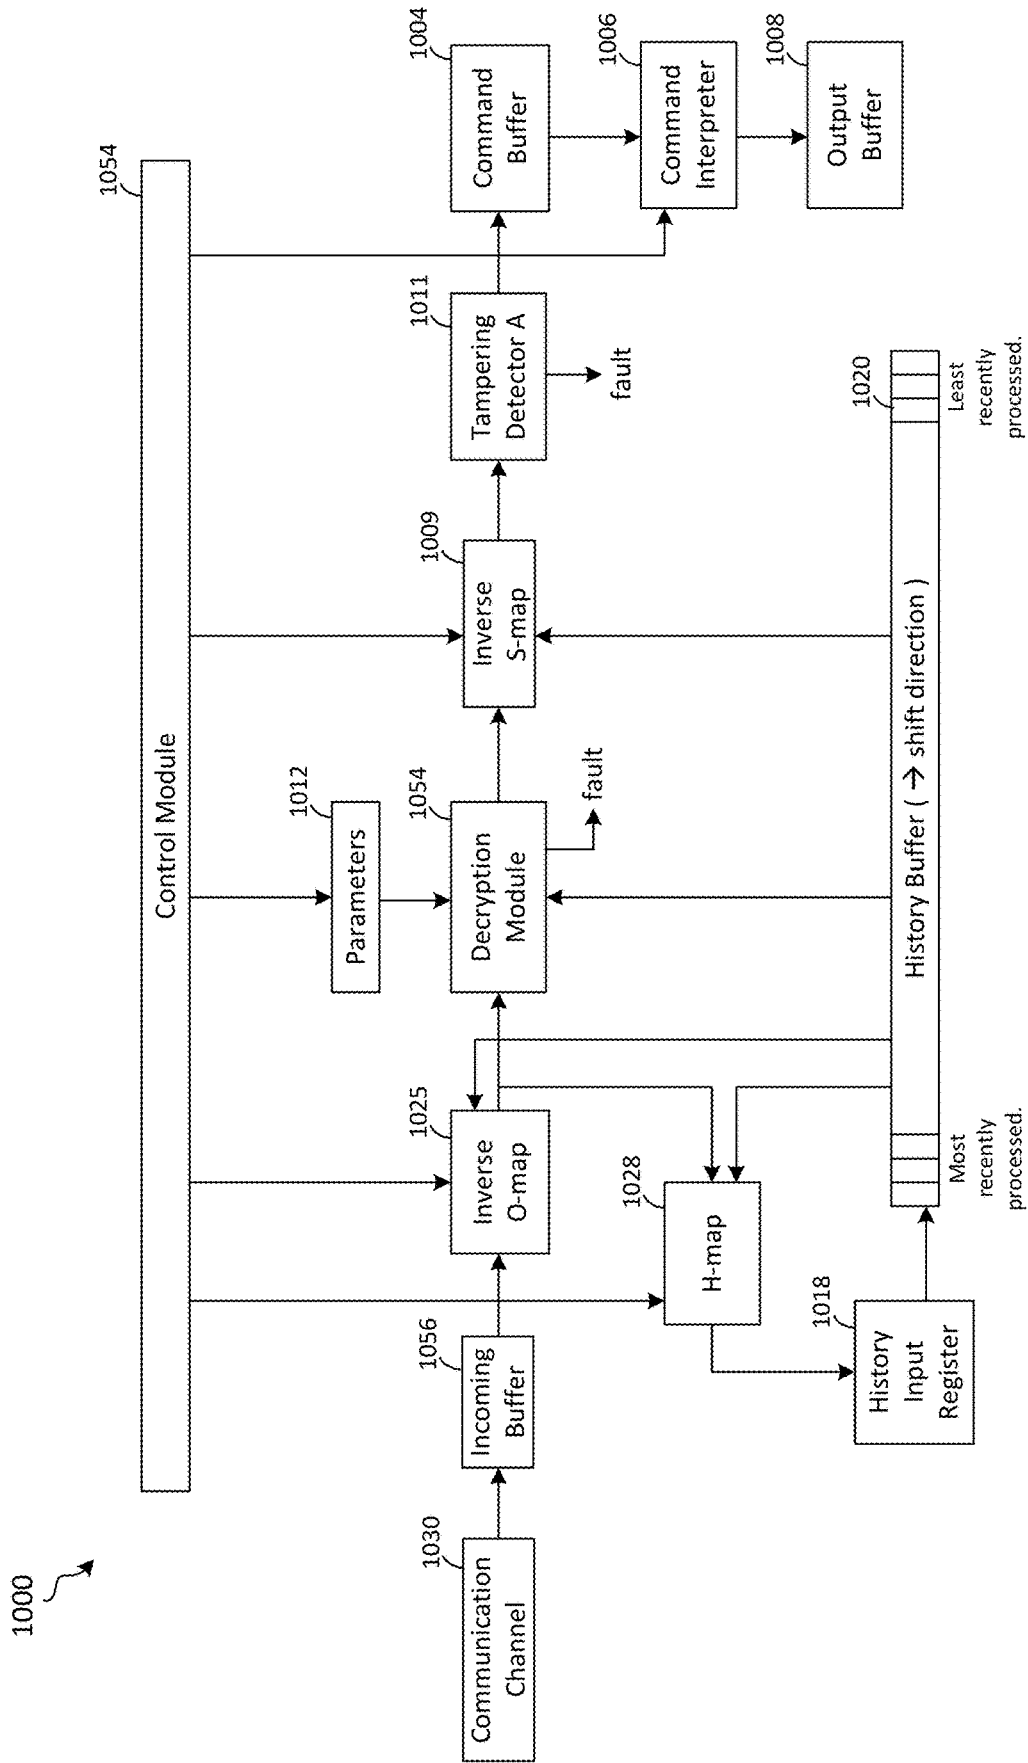 1000
1054
Control Module
1012
Parameters
1030
Communication
Channel
1056
Incoming
Buffer
1025
Inverse
O-map
1054
Decryption
Module
fault
1009
Inverse
S-map
1011
Tampering
Detector A
fault
1004
Command
Buffer
1006
Command
Interpreter
1008
Output
Buffer
1028
H-map
1018
History
Input
Register
1020
History Buffer ( → shift direction )
Most
recently
processed.
Least
recently
processed.